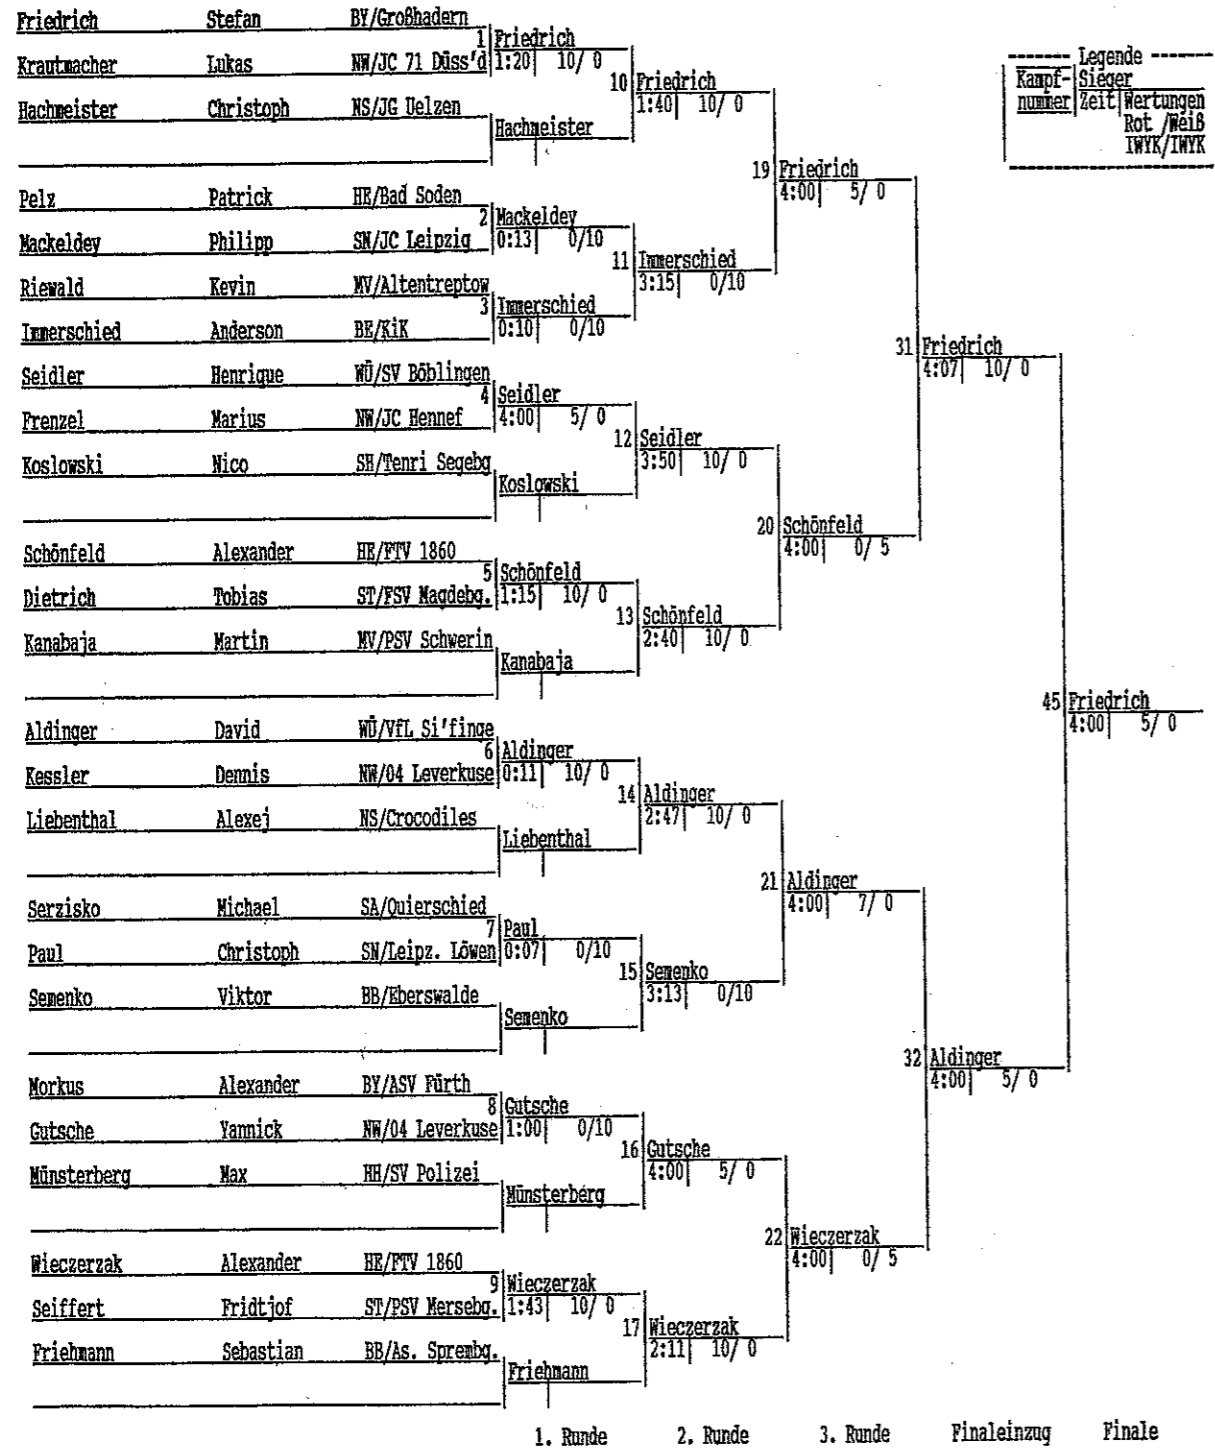 Friedrich Stefan BY/Großhadern
1 Friedrich
Krautmacher Lukas NW/JC 71 Düss'd 1:20 10/ 0
10 Friedrich
1:40 10/ 0
Hachmeister Christoph NS/JG Uelzen
Hachmeister
------- Legende -------
Kampf- Sieger
nummer Zeit Wertungen
Rot /Weiß
IWYK/IWYK
19 Friedrich
4:00 5/ 0
Pelz Patrick HE/Bad Soden
2 Mackeldey
Mackeldey Philipp SN/JC Leipzig 0:13 0/10
11 Immerschied
3:15 0/10
Riewald Kevin MV/Altentreptow
3 Immerschied
Immerschied Anderson BE/KiK 0:10 0/10
31 Friedrich
4:07 10/ 0
Seidler Henrique WÜ/SV Böblingen
4 Seidler
Frenzel Marius NW/JC Hennef 4:00 5/ 0
12 Seidler
3:50 10/ 0
Koslowski Nico SH/Tenri Segebg
Koslowski
20 Schönfeld
4:00 0/ 5
Schönfeld Alexander HE/FTV 1860
5 Schönfeld
Dietrich Tobias ST/FSV Magdebg. 1:15 10/ 0
13 Schönfeld
2:40 10/ 0
Kanabaja Martin MV/PSV Schwerin
Kanabaja
45 Friedrich
4:00 5/ 0
Aldinger David WÜ/VfL Si'finge
6 Aldinger
Kessler Dennis NW/04 Leverkuse 0:11 10/ 0
14 Aldinger
2:47 10/ 0
Liebenthal Alexej NS/Crocodiles
Liebenthal
21 Aldinger
4:00 7/ 0
Serzisko Michael SA/Quierschied
7 Paul
Paul Christoph SN/Leipz. Löwen 0:07 0/10
15 Semenko
3:13 0/10
Semenko Viktor BB/Eberswalde
Semenko
32 Aldinger
4:00 5/ 0
Morkus Alexander BY/ASV Fürth
8 Gutsche
Gutsche Yannick NW/04 Leverkuse 1:00 0/10
16 Gutsche
4:00 5/ 0
Münsterberg Max HH/SV Polizei
Münsterberg
22 Wieczerzak
4:00 0/ 5
Wieczerzak Alexander HE/FTV 1860
9 Wieczerzak
Seiffert Fridtjof ST/PSV Mersebg. 1:43 10/ 0
17 Wieczerzak
2:11 10/ 0
Friehmann Sebastian BB/As. Sprembg.
Friehmann
1. Runde 2. Runde 3. Runde Finaleinzug Finale